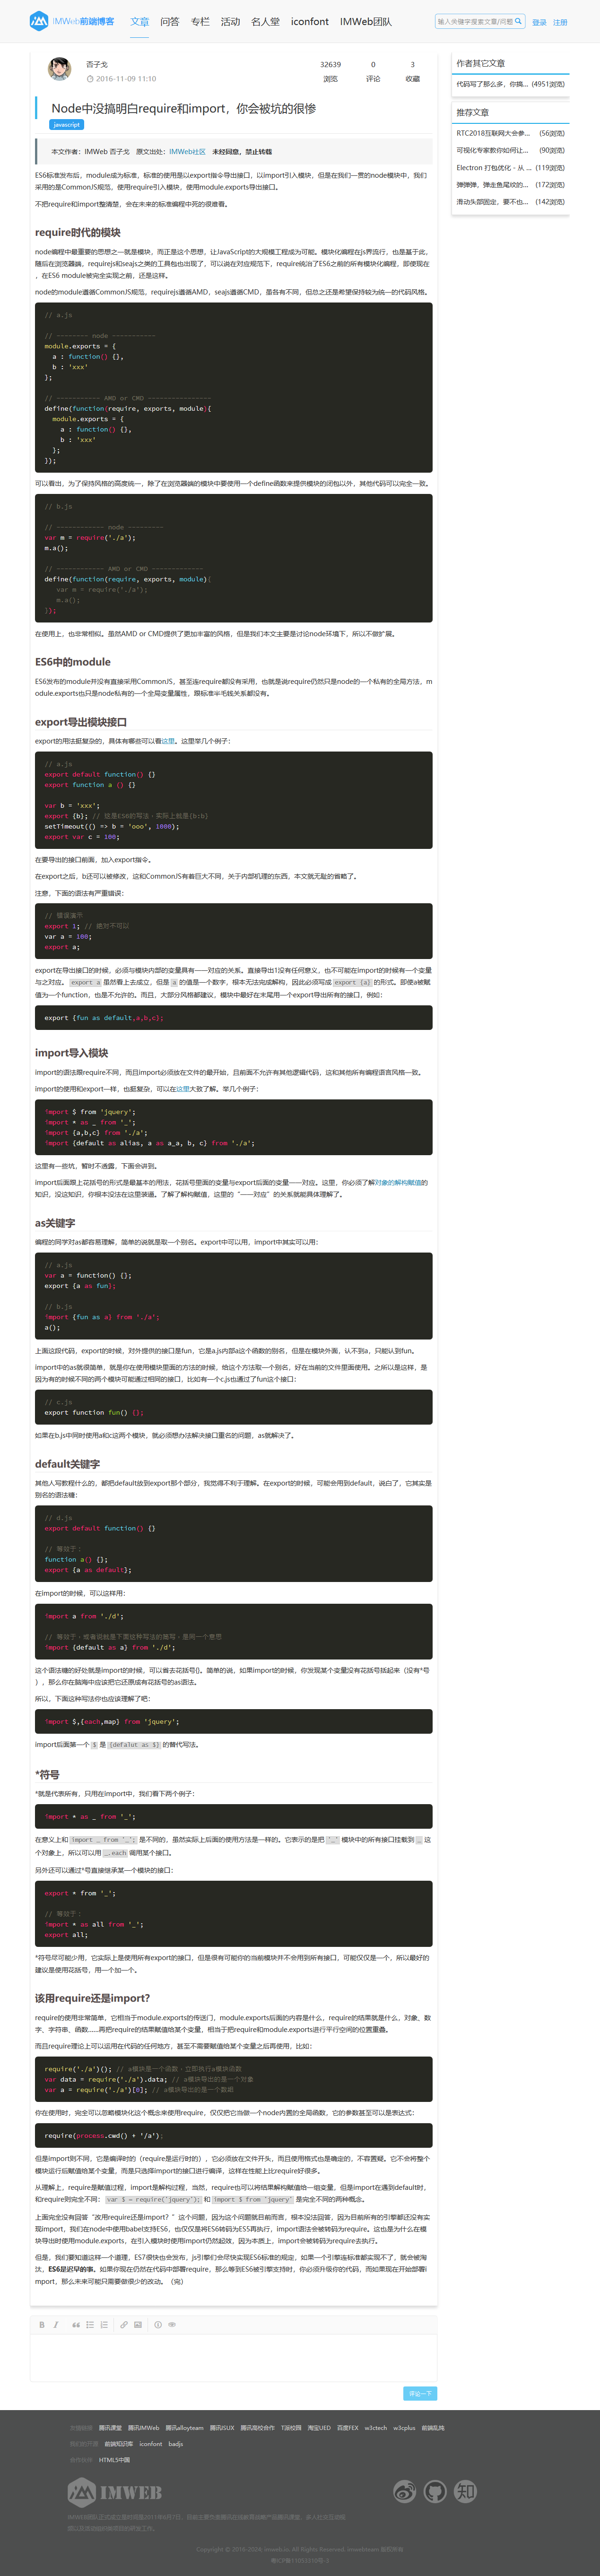 IMWeb前端博客
文章 问答 专栏 活动 名人堂 iconfont IMWeb团队
输入关键字搜索文章/问题
登录 注册
否子戈
2016-11-09 11:10
32639 0 3
浏览 评论 收藏
Node中没搞明白require和import，你会被坑的很惨
javascript
本文作者：IMWeb 否子戈 原文出处：IMWeb社区 未经同意，禁止转载
ES6标准发布后，module成为标准，标准的使用是以export指令导出接口，以import引入模块，但是在我们一贯的node模块中，我们
采用的是CommonJS规范，使用require引入模块，使用module.exports导出接口。
不把require和import整清楚，会在未来的标准编程中死的很难看。
require时代的模块
node编程中最重要的思想之一就是模块，而正是这个思想，让JavaScript的大规模工程成为可能。模块化编程在js界流行，也是基于此，
随后在浏览器端，requirejs和seajs之类的工具包也出现了，可以说在对应规范下，require统治了ES6之前的所有模块化编程，即使现在
，在ES6 module被完全实现之前，还是这样。
node的module遵循CommonJS规范，requirejs遵循AMD，seajs遵循CMD，虽各有不同，但总之还是希望保持较为统一的代码风格。
// a.js
// -------- node -----------
module.exports = {
a : function() {},
b : 'xxx'
};
// ----------- AMD or CMD ----------------
define(function(require, exports, module){
module.exports = {
a : function() {},
b : 'xxx'
};
});
可以看出，为了保持风格的高度统一，除了在浏览器端的模块中要使用一个define函数来提供模块的闭包以外，其他代码可以完全一致。
// b.js
// ------------ node ---------
var m = require('./a');
m.a();
// ------------ AMD or CMD -------------
define(function(require, exports, module){
var m = require('./a');
m.a();
});
在使用上，也非常相似。虽然AMD or CMD提供了更加丰富的风格，但是我们本文主要是讨论node环境下，所以不做扩展。
ES6中的module
ES6发布的module并没有直接采用CommonJS，甚至连require都没有采用，也就是说require仍然只是node的一个私有的全局方法，m
odule.exports也只是node私有的一个全局变量属性，跟标准半毛钱关系都没有。
export导出模块接口
export的用法挺复杂的，具体有哪些可以看这里。这里举几个例子：
// a.js
export default function() {}
export function a () {}
var b = 'xxx';
export {b}; // 这是ES6的写法，实际上就是{b:b}
setTimeout(() => b = 'ooo', 1000);
export var c = 100;
在要导出的接口前面，加入export指令。
在export之后，b还可以被修改，这和CommonJS有着巨大不同，关于内部机理的东西，本文就无耻的省略了。
注意，下面的语法有严重错误：
// 错误演示
export 1; // 绝对不可以
var a = 100;
export a;
export在导出接口的时候，必须与模块内部的变量具有一一对应的关系。直接导出1没有任何意义，也不可能在import的时候有一个变量
与之对应。export a虽然看上去成立，但是a的值是一个数字，根本无法完成解构，因此必须写成export {a}的形式。即使a被赋
值为一个function，也是不允许的。而且，大部分风格都建议，模块中最好在末尾用一个export导出所有的接口，例如：
export {fun as default,a,b,c};
import导入模块
import的语法跟require不同，而且import必须放在文件的最开始，且前面不允许有其他逻辑代码，这和其他所有编程语言风格一致。
import的使用和export一样，也挺复杂，可以在这里大致了解。举几个例子：
import $ from 'jquery';
import * as _ from '_';
import {a,b,c} from './a';
import {default as alias, a as a_a, b, c} from './a';
这里有一些坑，暂时不透露，下面会讲到。
import后面跟上花括号的形式是最基本的用法，花括号里面的变量与export后面的变量一一对应。这里，你必须了解对象的解构赋值的
知识，没这知识，你根本没法在这里装逼。了解了解构赋值，这里的“一一对应”的关系就能具体理解了。
as关键字
编程的同学对as都容易理解，简单的说就是取一个别名。export中可以用，import中其实可以用：
// a.js
var a = function() {};
export {a as fun};
// b.js
import {fun as a} from './a';
a();
上面这段代码，export的时候，对外提供的接口是fun，它是a.js内部a这个函数的别名，但是在模块外面，认不到a，只能认到fun。
import中的as就很简单，就是你在使用模块里面的方法的时候，给这个方法取一个别名，好在当前的文件里面使用。之所以是这样，是
因为有的时候不同的两个模块可能通过相同的接口，比如有一个c.js也通过了fun这个接口：
// c.js
export function fun() {};
如果在b.js中同时使用a和c这两个模块，就必须想办法解决接口重名的问题，as就解决了。
default关键字
其他人写教程什么的，都把default放到export那个部分，我觉得不利于理解。在export的时候，可能会用到default，说白了，它其实是
别名的语法糖：
// d.js
export default function() {}
// 等效于：
function a() {};
export {a as default};
在import的时候，可以这样用：
import a from './d';
// 等效于，或者说就是下面这种写法的简写，是同一个意思
import {default as a} from './d';
这个语法糖的好处就是import的时候，可以省去花括号{}。简单的说，如果import的时候，你发现某个变量没有花括号括起来（没有*号
），那么你在脑海中应该把它还原成有花括号的as语法。
所以，下面这种写法你也应该理解了吧：
import $,{each,map} from 'jquery';
import后面第一个$是{defalut as $}的替代写法。
*符号
*就是代表所有，只用在import中，我们看下两个例子：
import * as _ from '_';
在意义上和import _ from '_';是不同的，虽然实际上后面的使用方法是一样的。它表示的是把'_'模块中的所有接口挂载到_这
个对象上，所以可以用_.each调用某个接口。
另外还可以通过*号直接继承某一个模块的接口：
export * from '_';
// 等效于：
import * as all from '_';
export all;
*符号尽可能少用，它实际上是使用所有export的接口，但是很有可能你的当前模块并不会用到所有接口，可能仅仅是一个，所以最好的
建议是使用花括号，用一个加一个。
该用require还是import?
require的使用非常简单，它相当于module.exports的传送门，module.exports后面的内容是什么，require的结果就是什么，对象、数
字、字符串、函数……再把require的结果赋值给某个变量，相当于把require和module.exports进行平行空间的位置重叠。
而且require理论上可以运用在代码的任何地方，甚至不需要赋值给某个变量之后再使用，比如：
require('./a')(); // a模块是一个函数，立即执行a模块函数
var data = require('./a').data; // a模块导出的是一个对象
var a = require('./a')[0]; // a模块导出的是一个数组
你在使用时，完全可以忽略模块化这个概念来使用require，仅仅把它当做一个node内置的全局函数，它的参数甚至可以是表达式：
require(process.cwd() + '/a');
但是import则不同，它是编译时的（require是运行时的），它必须放在文件开头，而且使用格式也是确定的，不容置疑。它不会将整个
模块运行后赋值给某个变量，而是只选择import的接口进行编译，这样在性能上比require好很多。
从理解上，require是赋值过程，import是解构过程，当然，require也可以将结果解构赋值给一组变量，但是import在遇到default时，
和require则完全不同：var $ = require('jquery');和import $ from 'jquery'是完全不同的两种概念。
上面完全没有回答“改用require还是import？”这个问题，因为这个问题就目前而言，根本没法回答，因为目前所有的引擎都还没有实
现import，我们在node中使用babel支持ES6，也仅仅是将ES6转码为ES5再执行，import语法会被转码为require。这也是为什么在模
块导出时使用module.exports，在引入模块时使用import仍然起效，因为本质上，import会被转码为require去执行。
但是，我们要知道这样一个道理，ES7很快也会发布，js引擎们会尽快实现ES6标准的规定，如果一个引擎连标准都实现不了，就会被淘
汰，ES6是迟早的事。如果你现在仍然在代码中部署require，那么等到ES6被引擎支持时，你必须升级你的代码，而如果现在开始部署i
mport，那么未来可能只需要做很少的改动。（完）
评论一下
作者其它文章
代码写了那么多，你搞... (4951浏览)
推荐文章
RTC2018互联网大会参... (56浏览)
可视化专家教你如何让... (90浏览)
Electron 打包优化 - 从 ... (119浏览)
弹弹弹，弹走鱼尾纹的... (172浏览)
滑动头部固定，要不也... (142浏览)
友情链接 腾讯课堂 腾讯IMWeb 腾讯alloyteam 腾讯ISUX 腾讯高校合作 T派校园 淘宝UED 百度FEX w3ctech w3cplus 前端乱炖
我们的开源 前端知识库 iconfont badjs
合作伙伴 HTML5中国
IMWEB
知